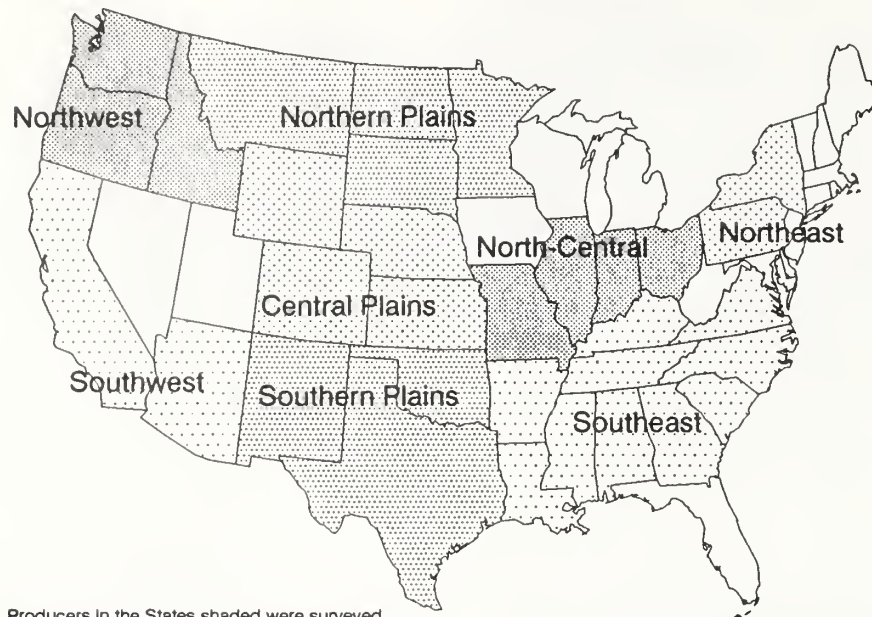 Northwest
Northern Plains
North-Central
Northeast
Central Plains
Southwest
Southern Plains
Southeast
Producers in the States shaded were surveyed